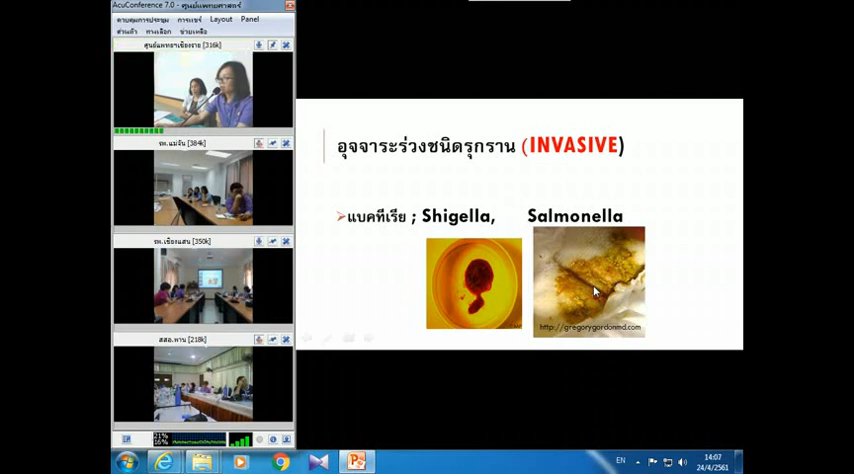 AcuConference 7.0 - ศูนย์แพทยศาสตร์
ควบคุมการประชุม การแชร์ Layout Panel
ส่วนตัว ทางเลือก ช่วยเหลือ
ศูนย์แพทยฯเชียงราย [316k]
รพ.แม่จัน [384k]
รพ.เชียงแสน [350k]
สสอ.พาน [218k]
21%
16%
อุจจาระร่วงชนิดรุกราน (INVASIVE)
แบคทีเรีย ; Shigella, Salmonella
http://gregorygordonmd.com
EN
14:07
24/4/2561